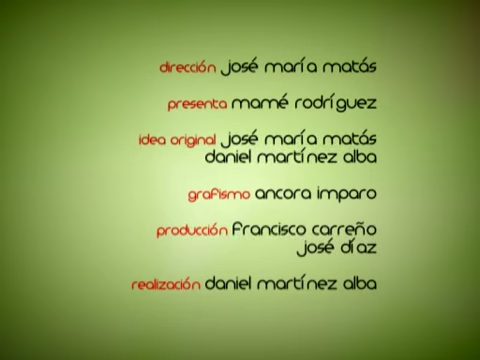 dirección josé maría matás
presenta mamé rodríguez
idea original josé maría matás
daniel martínez alba
grafismo ancora imparo
producción francisco carreño
josé díaz
realización daniel martínez alba